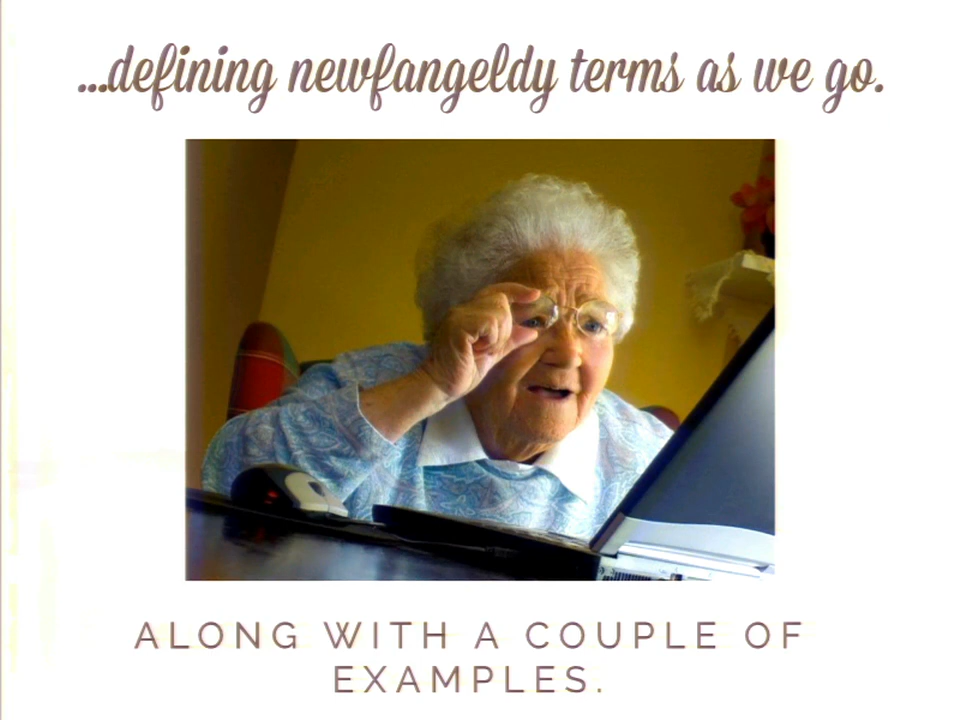 ...defining newfangeldy terms as we go.
ALONG WITH A COUPLE OF
EXAMPLES.